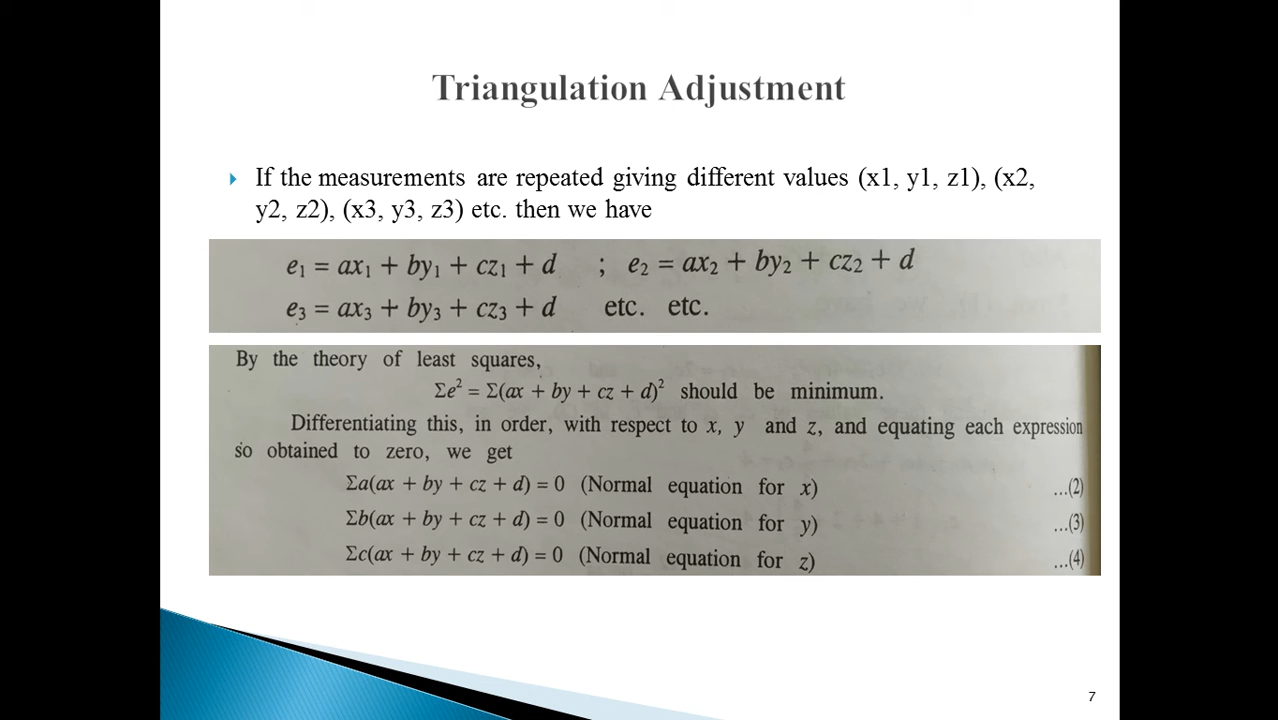 Triangulation Adjustment
If the measurements are repeated giving different values (x1, y1, z1), (x2,
y2, z2), (x3, y3, z3) etc. then we have
e₁ = ax₁ + by₁ + cz₁ + d ; e₂ = ax₂ + by₂ + cz₂ + d
e₃ = ax₃ + by₃ + cz₃ + d etc. etc.
By the theory of least squares,
Σe² = Σ(ax + by + cz + d)² should be minimum.
Differentiating this, in order, with respect to x, y and z, and equating each expression
so obtained to zero, we get
Σa(ax + by + cz + d) = 0 (Normal equation for x) ...(2)
Σb(ax + by + cz + d) = 0 (Normal equation for y) ...(3)
Σc(ax + by + cz + d) = 0 (Normal equation for z) ...(4)
7